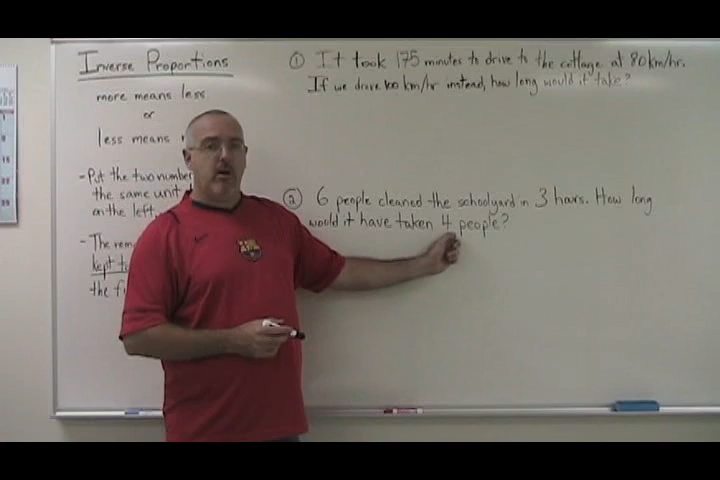 Inverse Proportions
more means less
or
less means
- Put the two number
the same unit
on the left.
- The rem
kept to
the fi
① It took 175 minutes to drive to the cottage at 80 km/hr.
If we drove 100 km/hr instead, how long would it take?
② 6 people cleaned the schoolyard in 3 hours. How long
would it have taken 4 people?